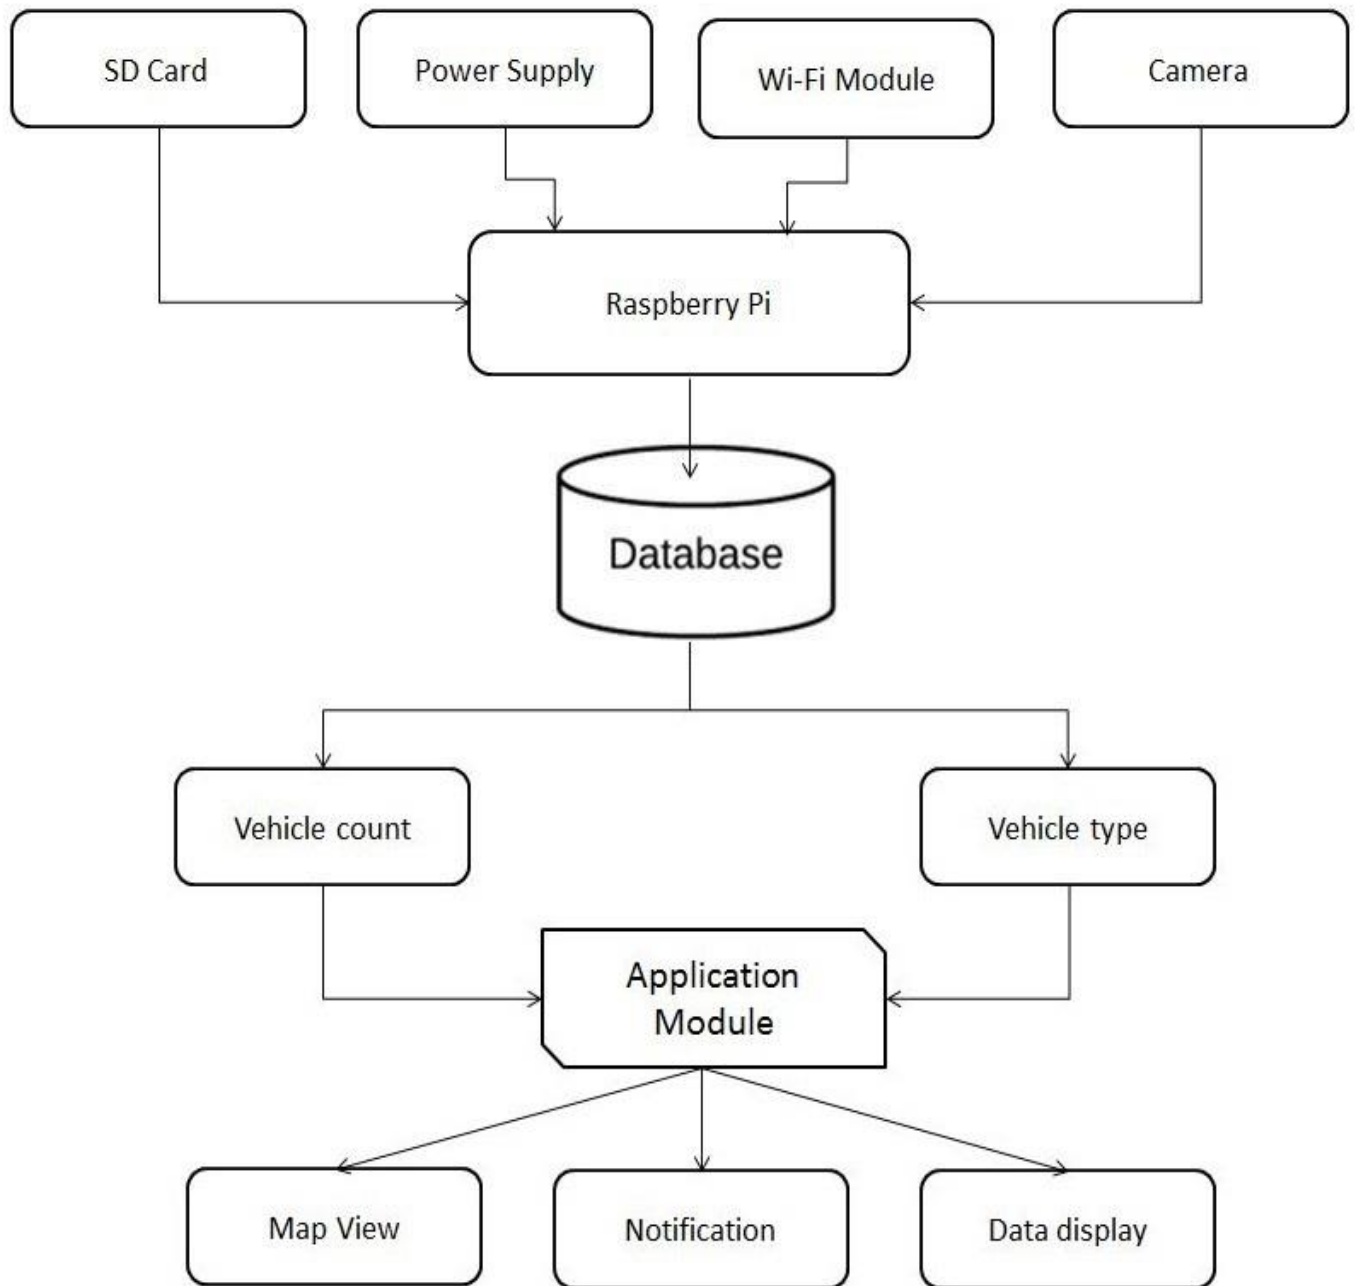 SD Card
Power Supply
Wi-Fi Module
Camera
Raspberry Pi
Database
Vehicle count
Vehicle type
Application
Module
Map View
Notification
Data display